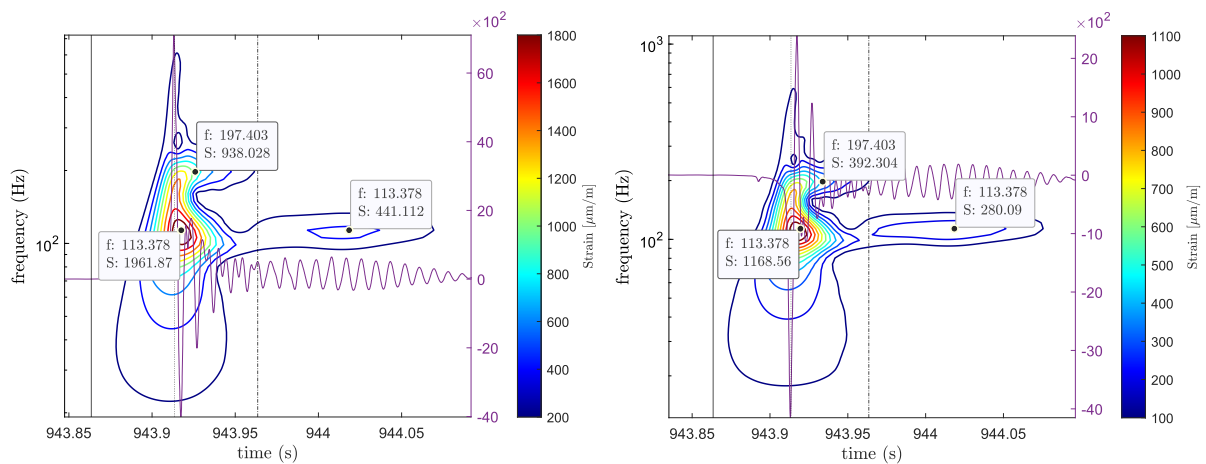 ×10²
1800
60
1600
40
1400
20
1200
0
1000
800
-20
600
400
-40
200
Strain [μm/m]
frequency (Hz)
10²
f: 197.403
S: 938.028
f: 113.378
S: 441.112
f: 113.378
S: 1961.87
943.85
943.9
943.95
944
944.05
time (s)
×10²
1100
20
1000
900
10
800
700
0
600
500
-10
-20
400
-30
300
200
-40
100
Strain [μm/m]
frequency (Hz)
10³
10²
f: 197.403
S: 392.304
f: 113.378
S: 280.09
f: 113.378
S: 1168.56
943.85
943.9
943.95
944
944.05
time (s)